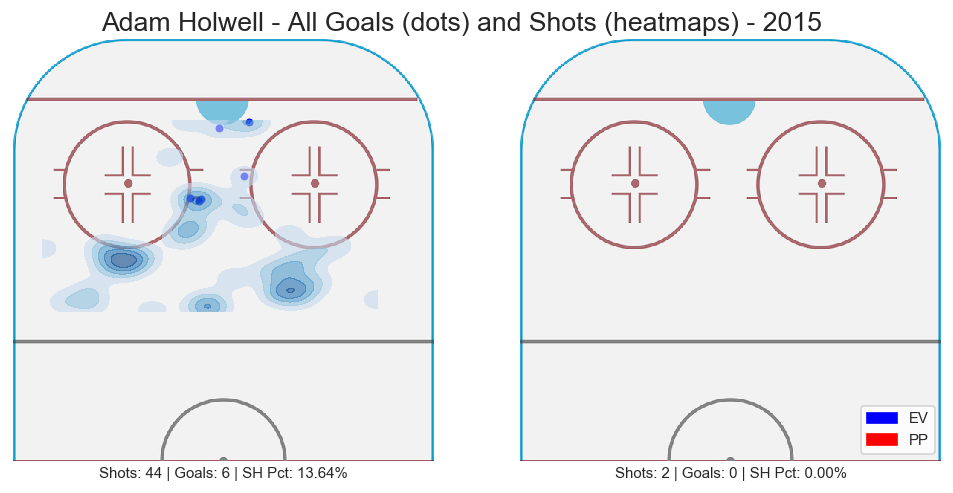 Adam Holwell - All Goals (dots) and Shots (heatmaps) - 2015
EV
PP
Shots: 44 | Goals: 6 | SH Pct: 13.64%
Shots: 2 | Goals: 0 | SH Pct: 0.00%